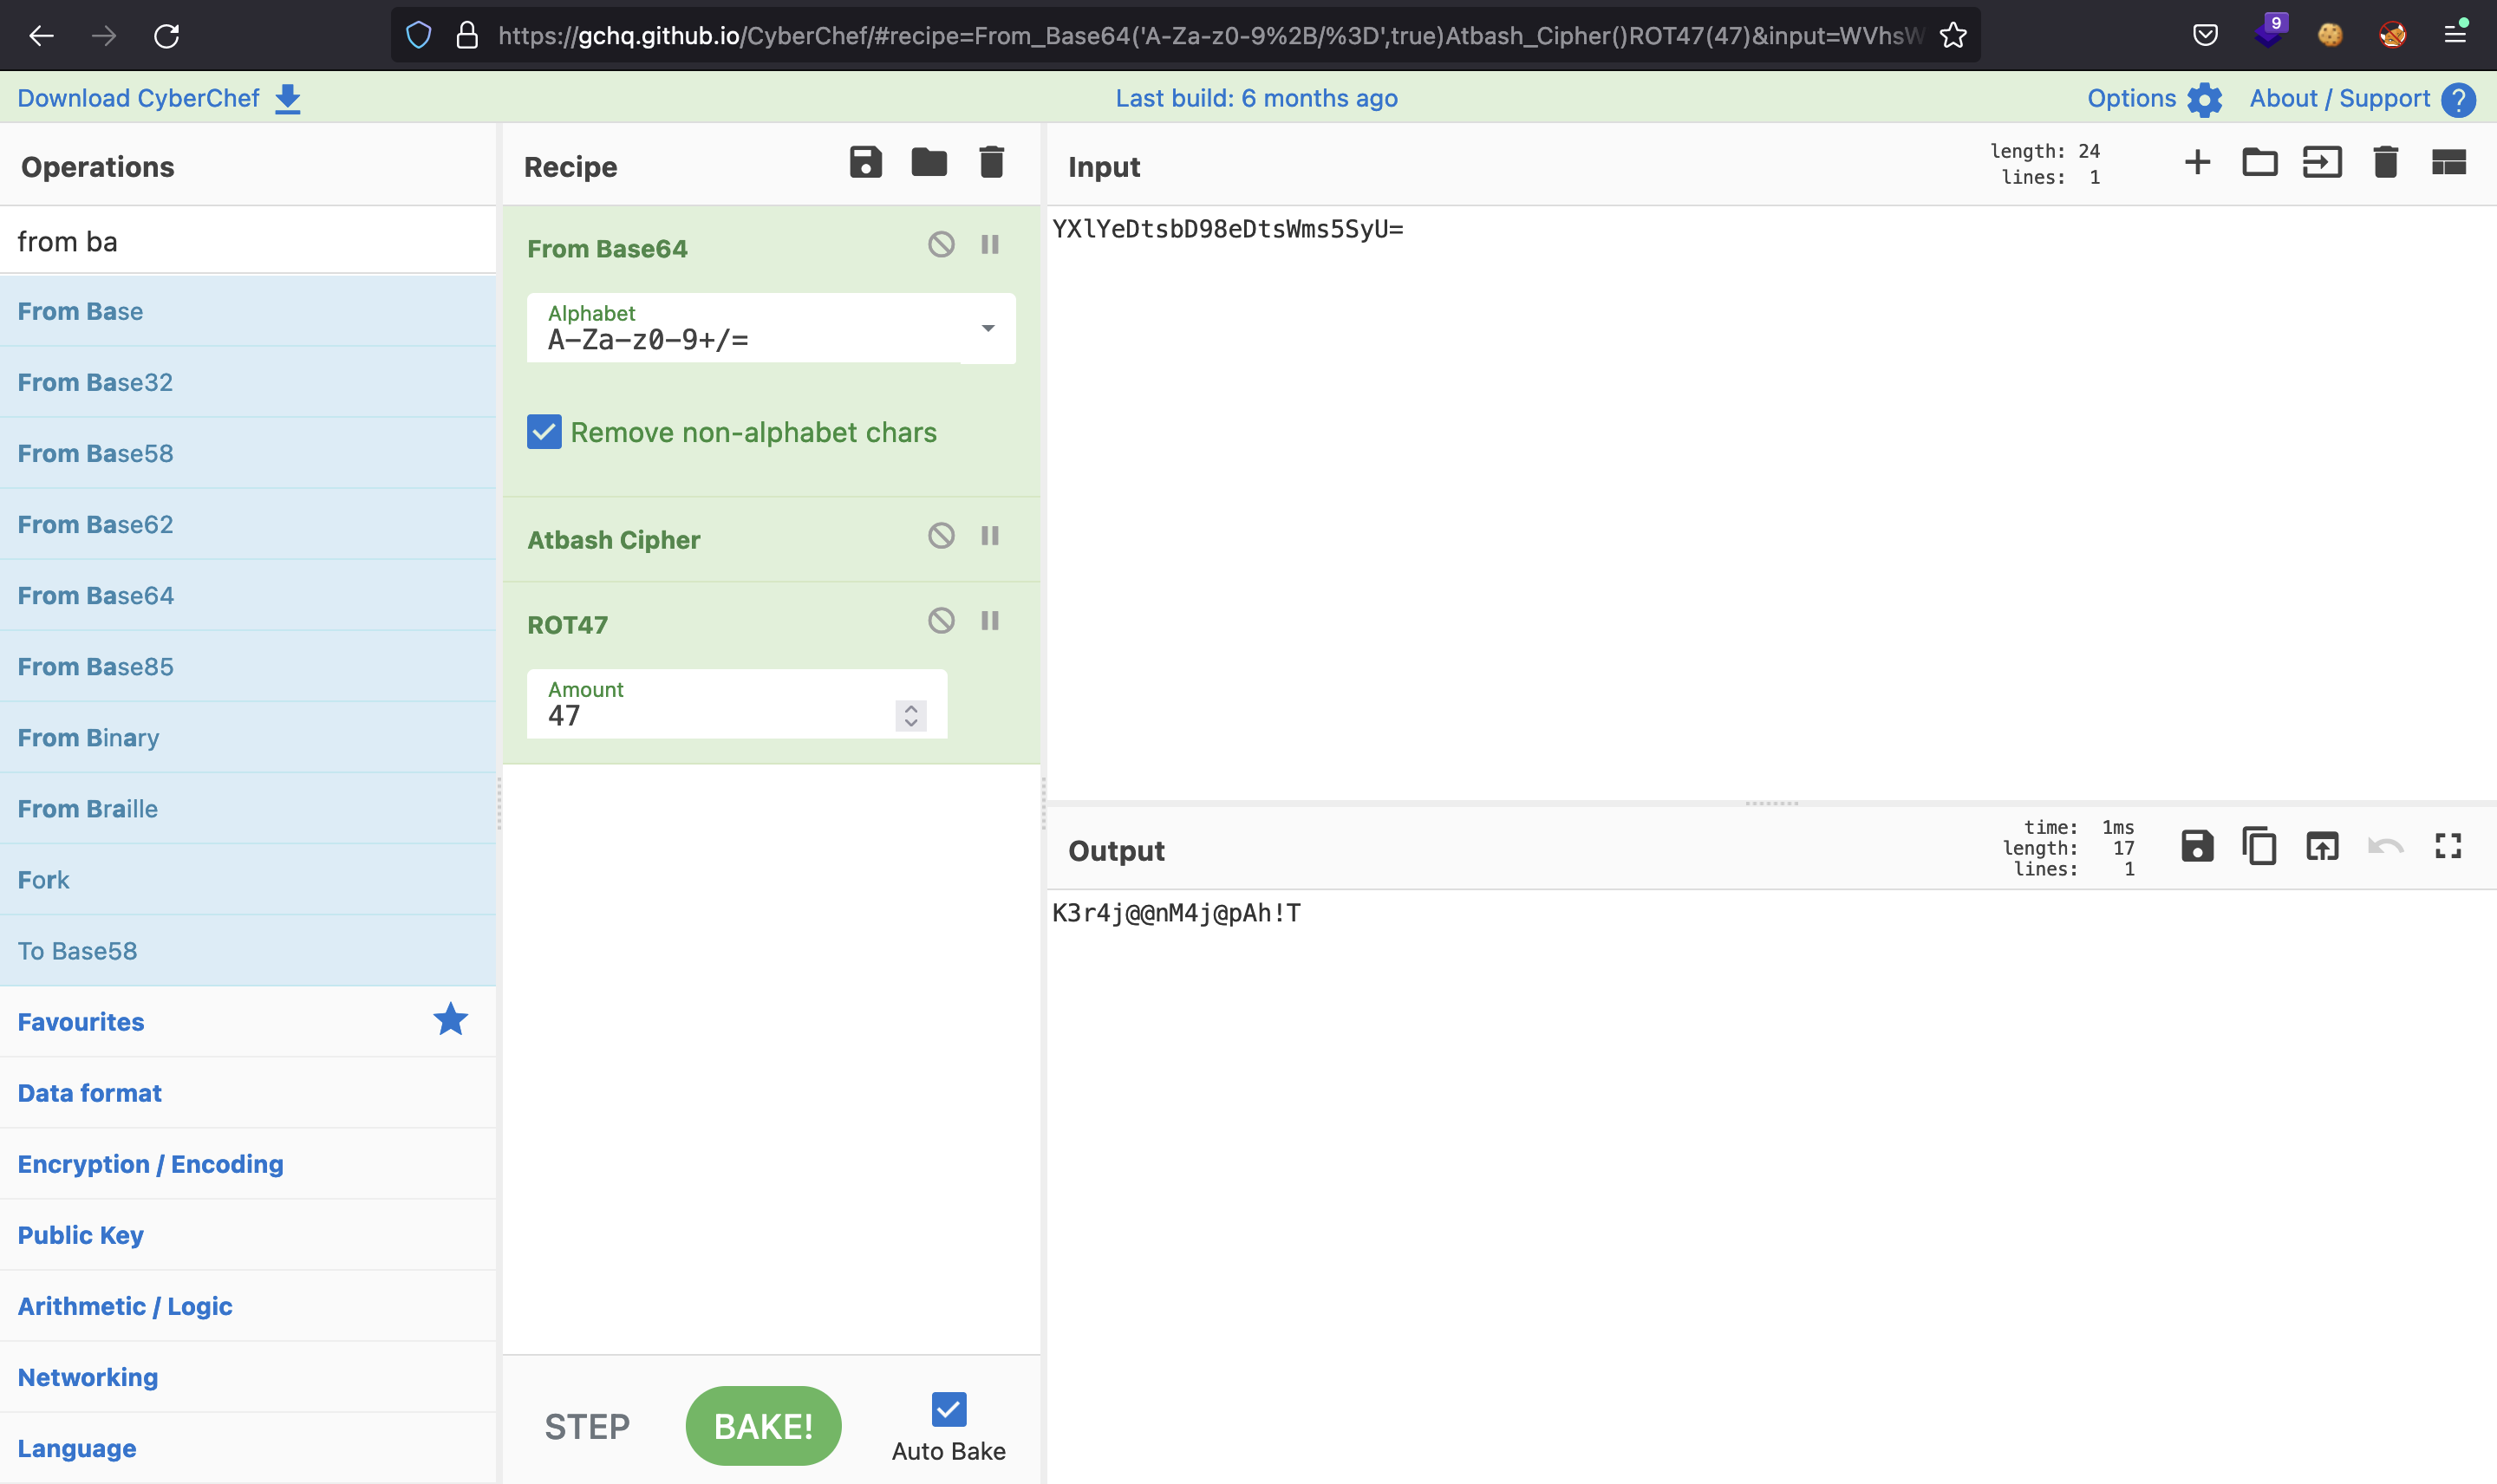 https://gchq.github.io/CyberChef/#recipe=From_Base64('A-Za-z0-9%2B/%3D',true)Atbash_Cipher()ROT47(47)&input=WVhsW
9
Download CyberChef
Last build: 6 months ago
Options
About / Support
Operations
from ba
From Base
From Base32
From Base58
From Base62
From Base64
From Base85
From Binary
From Braille
Fork
To Base58
Favourites
Data format
Encryption / Encoding
Public Key
Arithmetic / Logic
Networking
Language
Recipe
From Base64
Alphabet
A-Za-z0-9+/=
Remove non-alphabet chars
Atbash Cipher
ROT47
Amount
47
STEP
BAKE!
Auto Bake
Input
length: 24
lines: 1
YXlYeDtsbD98eDtsWms5SyU=
Output
time: 1ms
length: 17
lines: 1
K3r4j@@nM4j@pAh!T